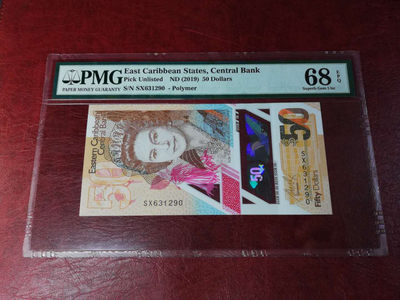 PMG
PAPER MONEY GUARANTY
East Caribbean States, Central Bank
Pick Unlisted ND (2019) 50 Dollars
S/N SX631290 - Polymer
68 EPQ
Superb Gem Unc
Eastern Caribbean
Central Bank
SX631290
50
50
SX631290
Fifty Dollars